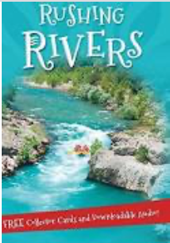 RUSHING
RIVERS
FREE Collector Cards and Downloadable Audio!